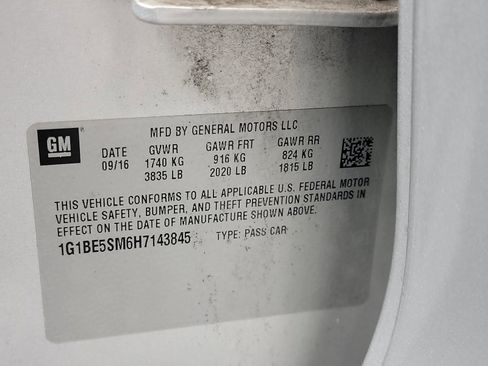 GM
MFD BY GENERAL MOTORS LLC
DATE GVWR GAWR FRT GAWR RR
09/16 1740 KG 916 KG 824 KG
3835 LB 2020 LB 1815 LB
THIS VEHICLE CONFORMS TO ALL APPLICABLE U.S. FEDERAL MOTOR
VEHICLE SAFETY, BUMPER, AND THEFT PREVENTION STANDARDS IN
EFFECT ON THE DATE OF MANUFACTURE SHOWN ABOVE.
1G1BE5SM6H7143845 TYPE: PASS CAR